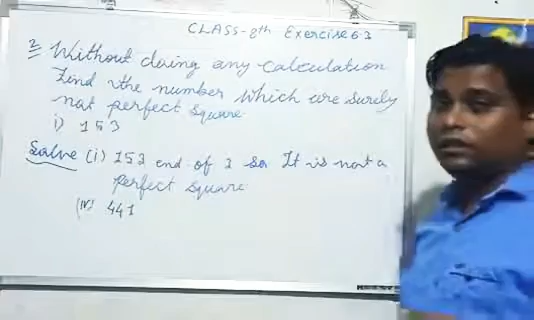 CLASS-8th Exercise 6.3
2 Without doing any calculation
Find the number which are surely
not perfect square
i) 153
Solve (i) 153 end of 3 so It is not a
perfect square
(iv) 441